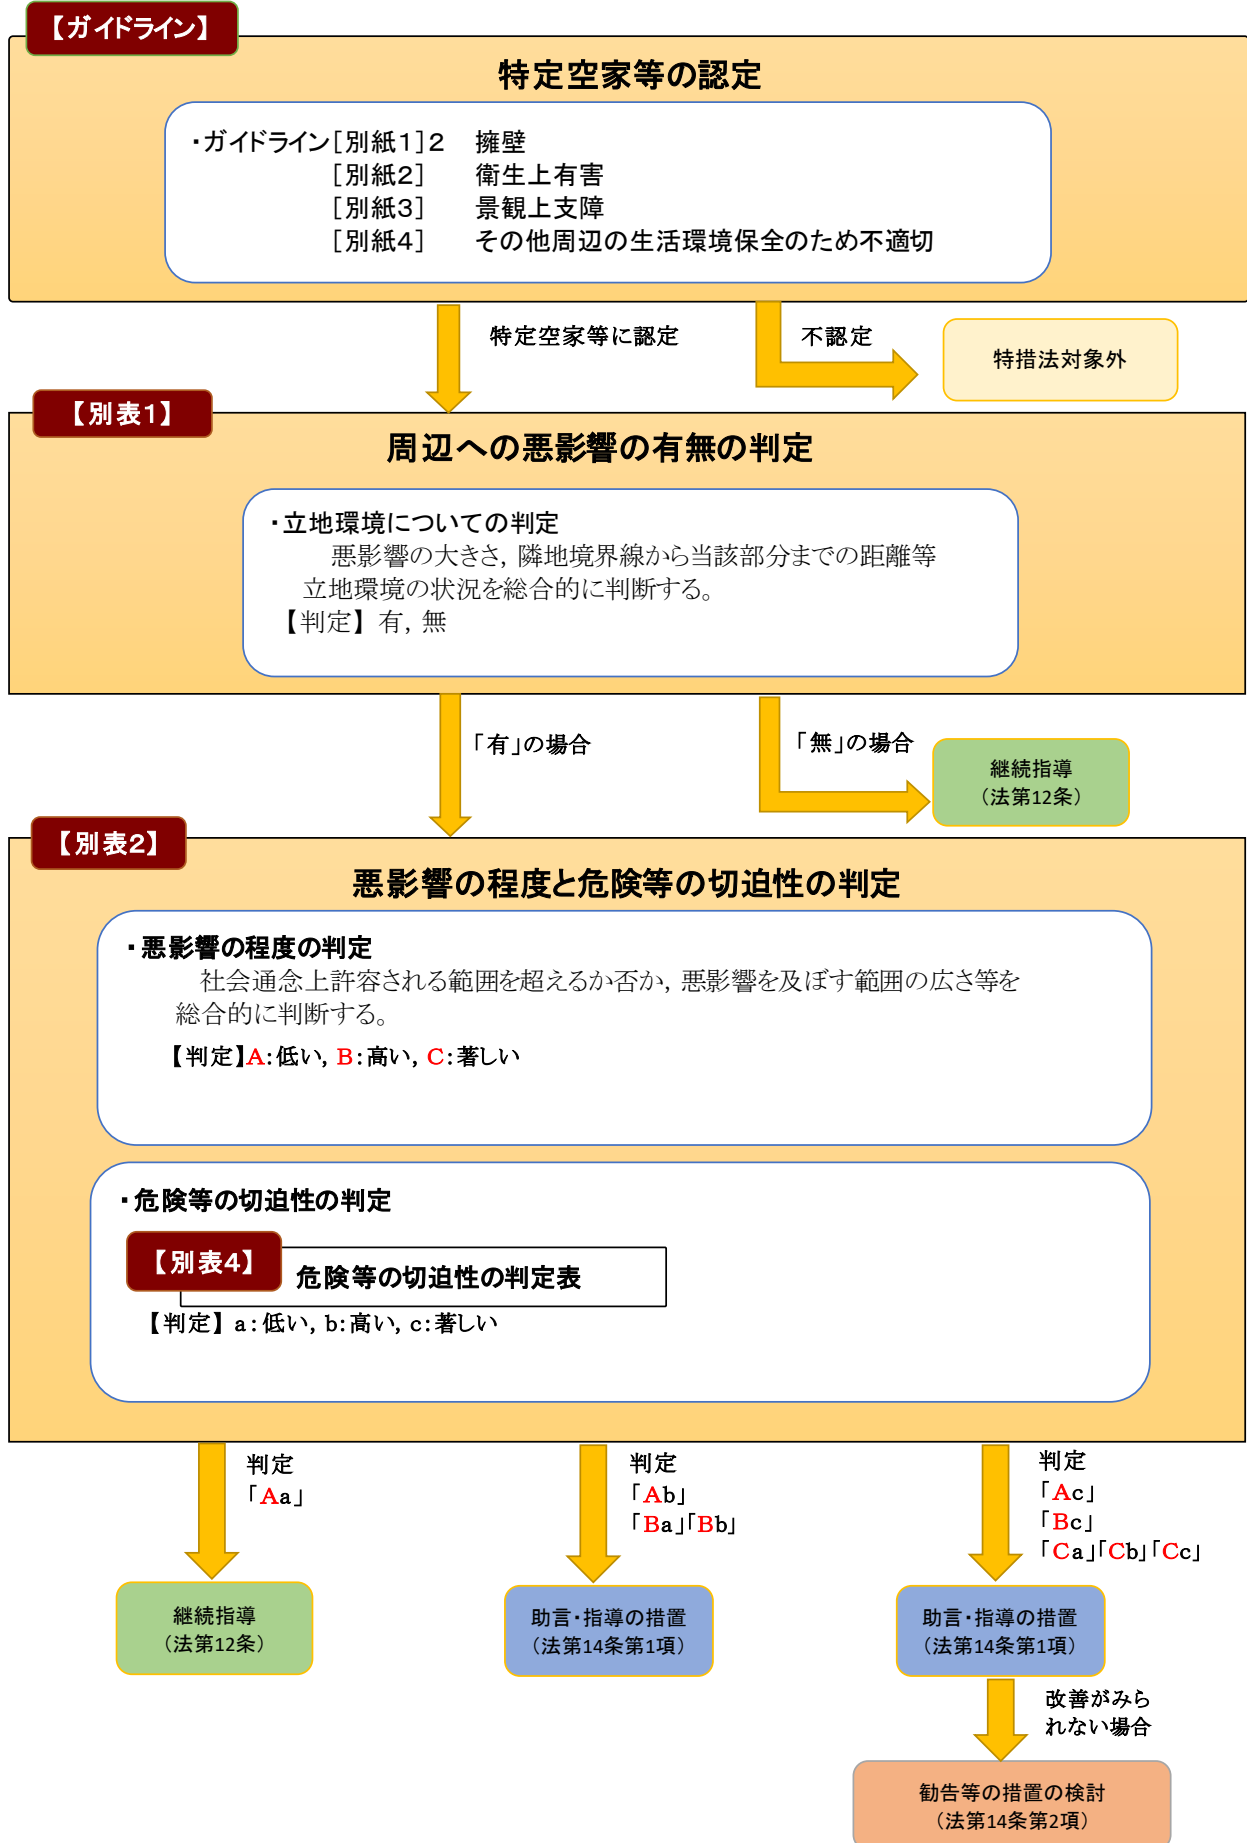 【ガイドライン】
特定空家等の認定
・ガイドライン[別紙1]2　擁壁
[別紙2]　衛生上有害
[別紙3]　景観上支障
[別紙4]　その他周辺の生活環境保全のため不適切
特定空家等に認定
不認定
特措法対象外
【別表1】
周辺への悪影響の有無の判定
・立地環境についての判定
悪影響の大きさ，隣地境界線から当該部分までの距離等
立地環境の状況を総合的に判断する。
【判定】有，無
「有」の場合
「無」の場合
継続指導
（法第12条）
【別表2】
悪影響の程度と危険等の切迫性の判定
・悪影響の程度の判定
社会通念上許容される範囲を超えるか否か，悪影響を及ぼす範囲の広さ等を
総合的に判断する。
【判定】A：低い，B：高い，C：著しい
・危険等の切迫性の判定
【別表4】
危険等の切迫性の判定表
【判定】a：低い，b：高い，c：著しい
判定
「Aa」
判定
「Ab」
「Ba」「Bb」
判定
「Ac」
「Bc」
「Ca」「Cb」「Cc」
継続指導
（法第12条）
助言・指導の措置
（法第14条第1項）
助言・指導の措置
（法第14条第1項）
改善がみら
れない場合
勧告等の措置の検討
（法第14条第2項）